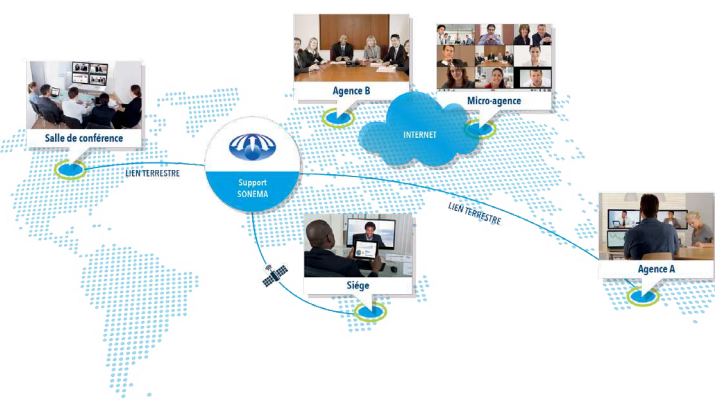 Agence B
Micro-agence
Salle de conférence
INTERNET
LIEN TERRESTRE
Support
SONEMA
LIEN TERRESTRE
Agence A
Siége